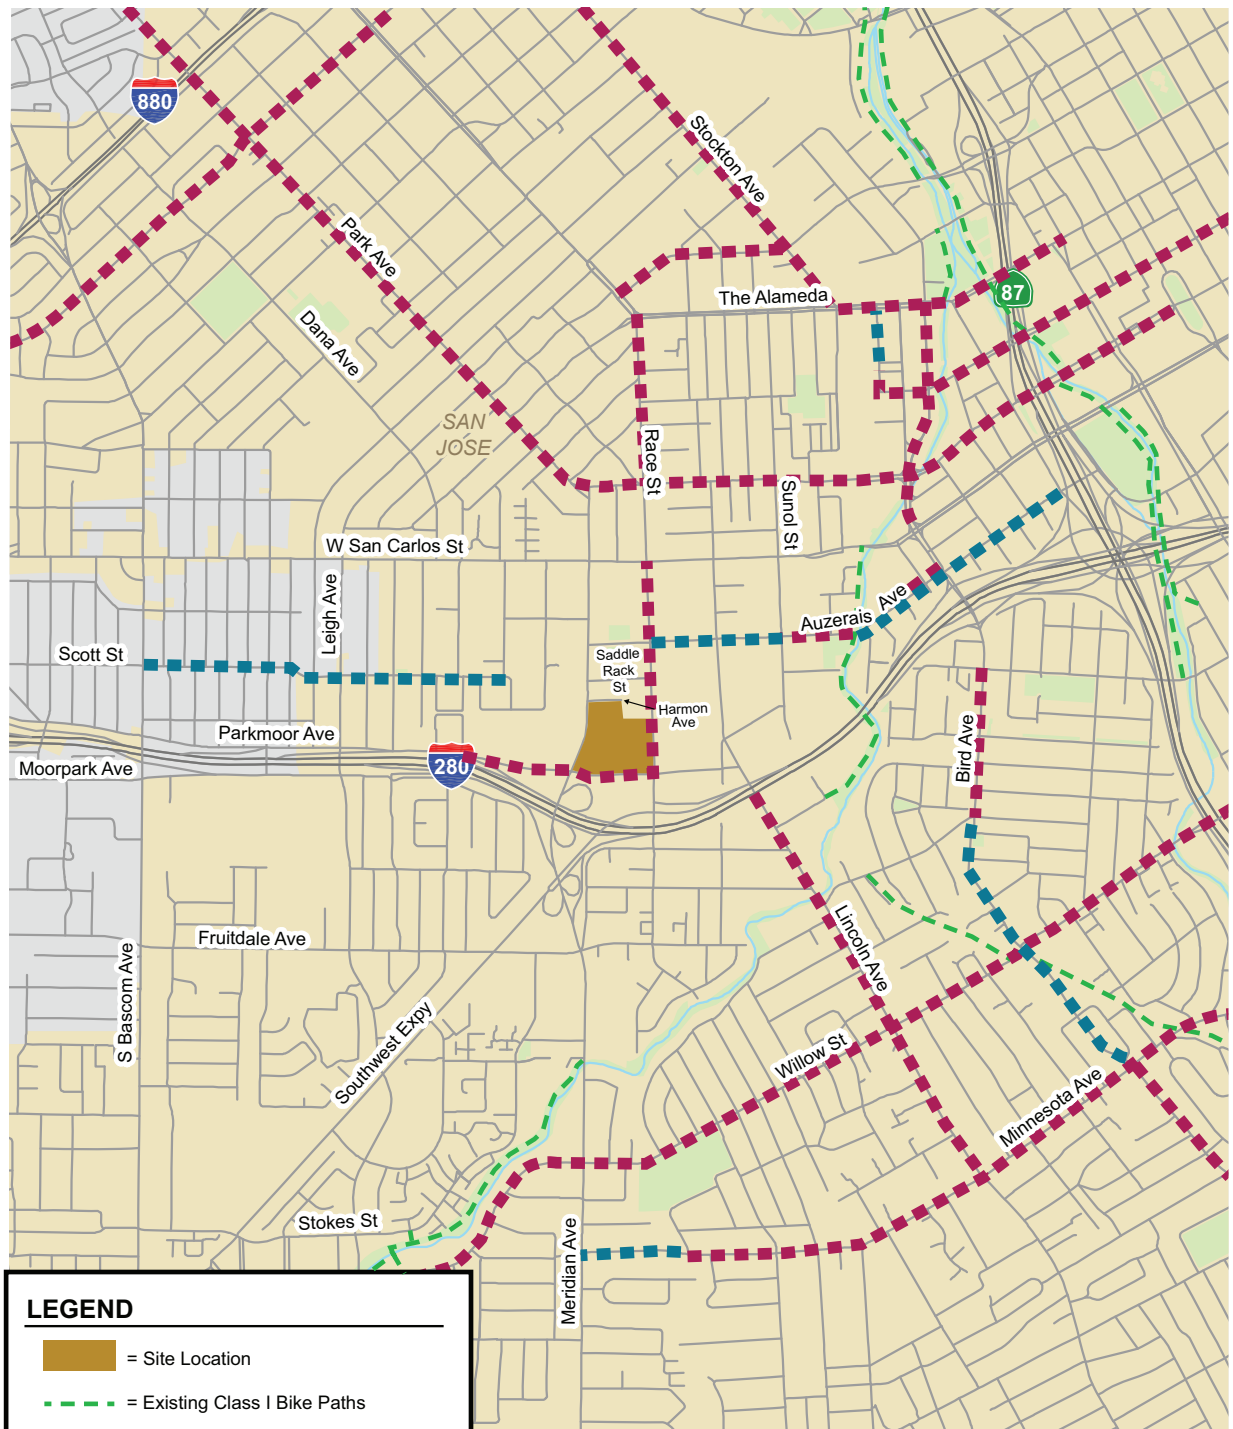 880
Stockton Ave
Park Ave
87
The Alameda
Dana Ave
SAN
JOSE
Race St
Sunol St
W San Carlos St
Leigh Ave
Auzerais Ave
Scott St
Saddle
Rack
St
Harmon
Ave
Parkmoor Ave
Bird Ave
Moorpark Ave
280
Lincoln Ave
Fruitdale Ave
S Bascom Ave
Southwest Expy
Willow St
Minnesota Ave
Stokes St
Meridian Ave
LEGEND
= Site Location
= Existing Class I Bike Paths